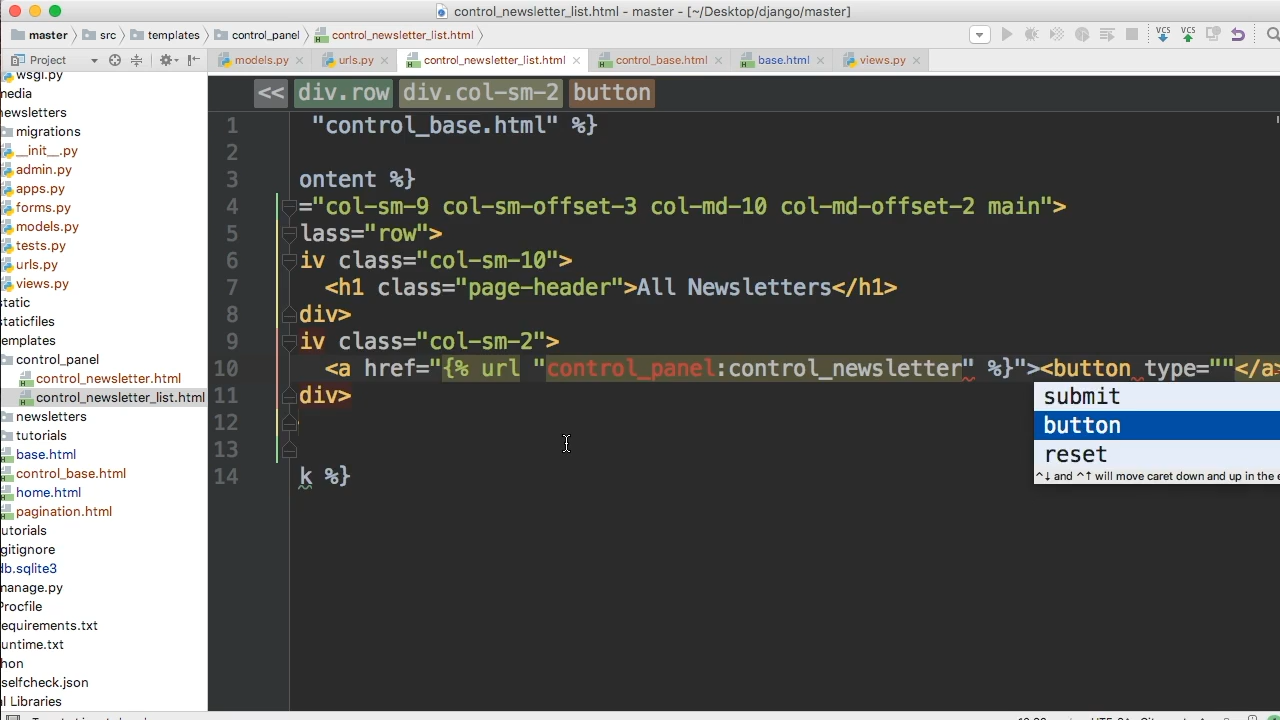 control_newsletter_list.html - master - [~/Desktop/django/master]
master src templates control_panel control_newsletter_list.html
VCS VCS
Project models.py urls.py control_newsletter_list.html control_base.html base.html views.py
wsgi.py
media
newsletters
migrations
__init__.py
admin.py
apps.py
forms.py
models.py
tests.py
urls.py
views.py
tatic
taticfiles
emplates
control_panel
control_newsletter.html
control_newsletter_list.html
newsletters
tutorials
base.html
control_base.html
home.html
pagination.html
utorials
gitignore
db.sqlite3
manage.py
Procfile
equirements.txt
untime.txt
hon
selfcheck.json
l Libraries
<< div.row div.col-sm-2 button
1 "control_base.html" %}
2
3 ontent %}
4 ="col-sm-9 col-sm-offset-3 col-md-10 col-md-offset-2 main">
5 lass="row">
6 iv class="col-sm-10">
7 <h1 class="page-header">All Newsletters</h1>
8 div>
9 iv class="col-sm-2">
10 <a href="{% url "control_panel:control_newsletter" %}"><button type=""</a>
11 div>
12
13
14 k %}
submit
button
reset
^↓ and ^↑ will move caret down and up in the e